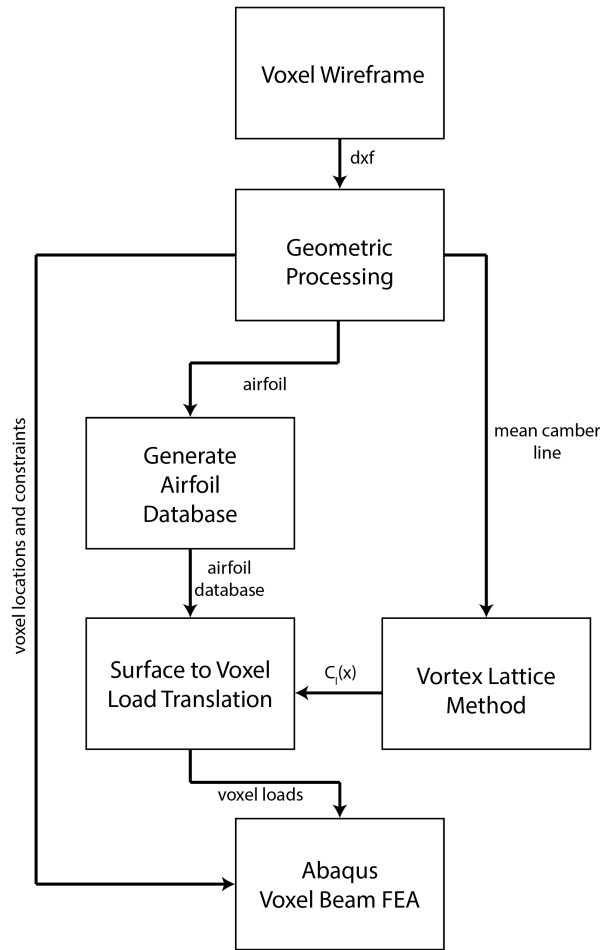 Voxel Wireframe
dxf
Geometric
Processing
airfoil
mean camber
line
voxel locations and constraints
Generate
Airfoil
Database
airfoil
database
Surface to Voxel
Load Translation
C_l(x)
Vortex Lattice
Method
voxel loads
Abaqus
Voxel Beam FEA